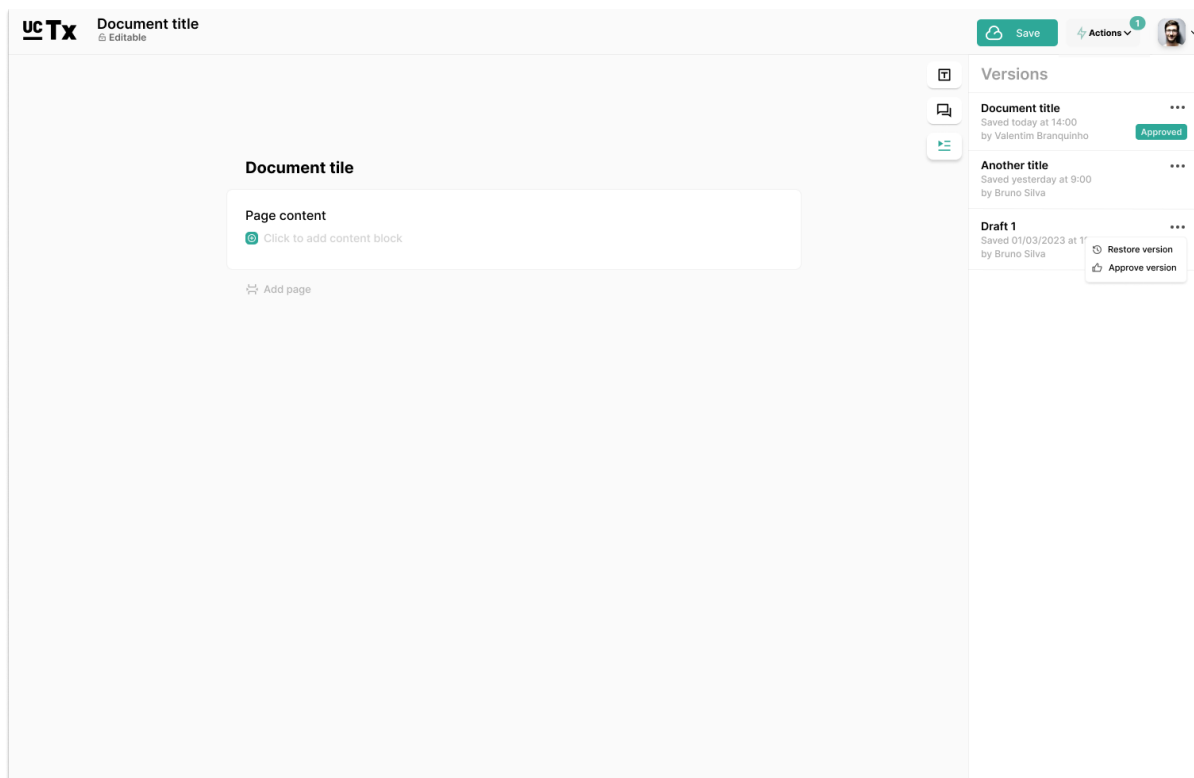 UC Tx
Document title
Editable
Save
Actions
1
Versions
Document title
Saved today at 14:00
by Valentim Branquinho
Approved
Another title
Saved yesterday at 9:00
by Bruno Silva
Draft 1
Saved 01/03/2023 at
by Bruno Silva
Restore version
Approve version
Document tile
Page content
Click to add content block
Add page